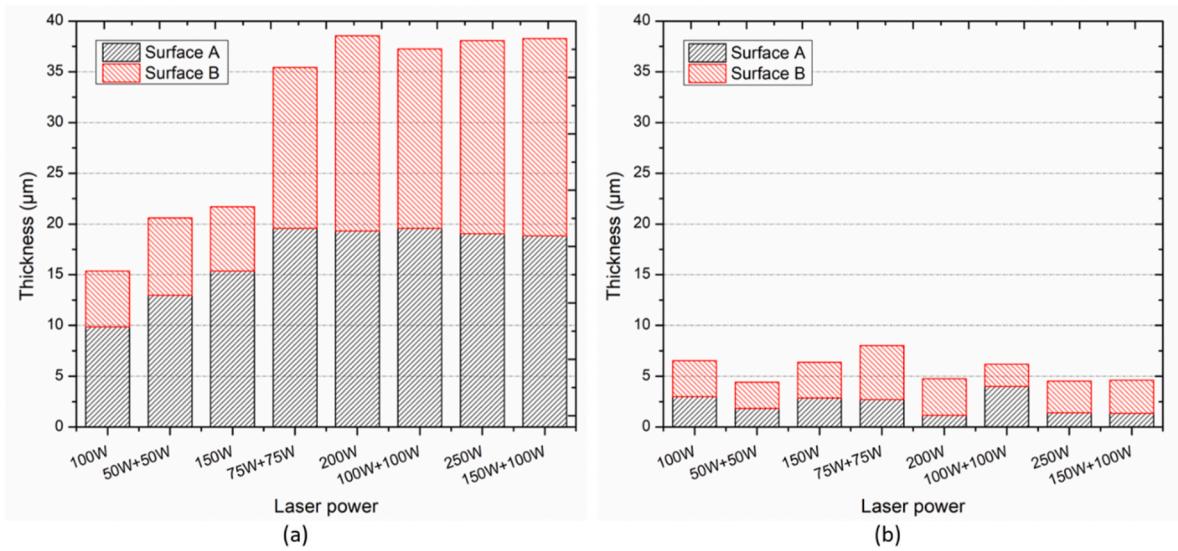 40
35
30
25
20
15
10
5
0
Thickness (μm)
Surface A
Surface B
100W
50W+50W
150W
75W+75W
200W
100W+100W
250W
150W+100W
Laser power
(a)
40
35
30
25
20
15
10
5
0
Thickness (μm)
Surface A
Surface B
100W
50W+50W
150W
75W+75W
200W
100W+100W
250W
150W+100W
Laser power
(b)